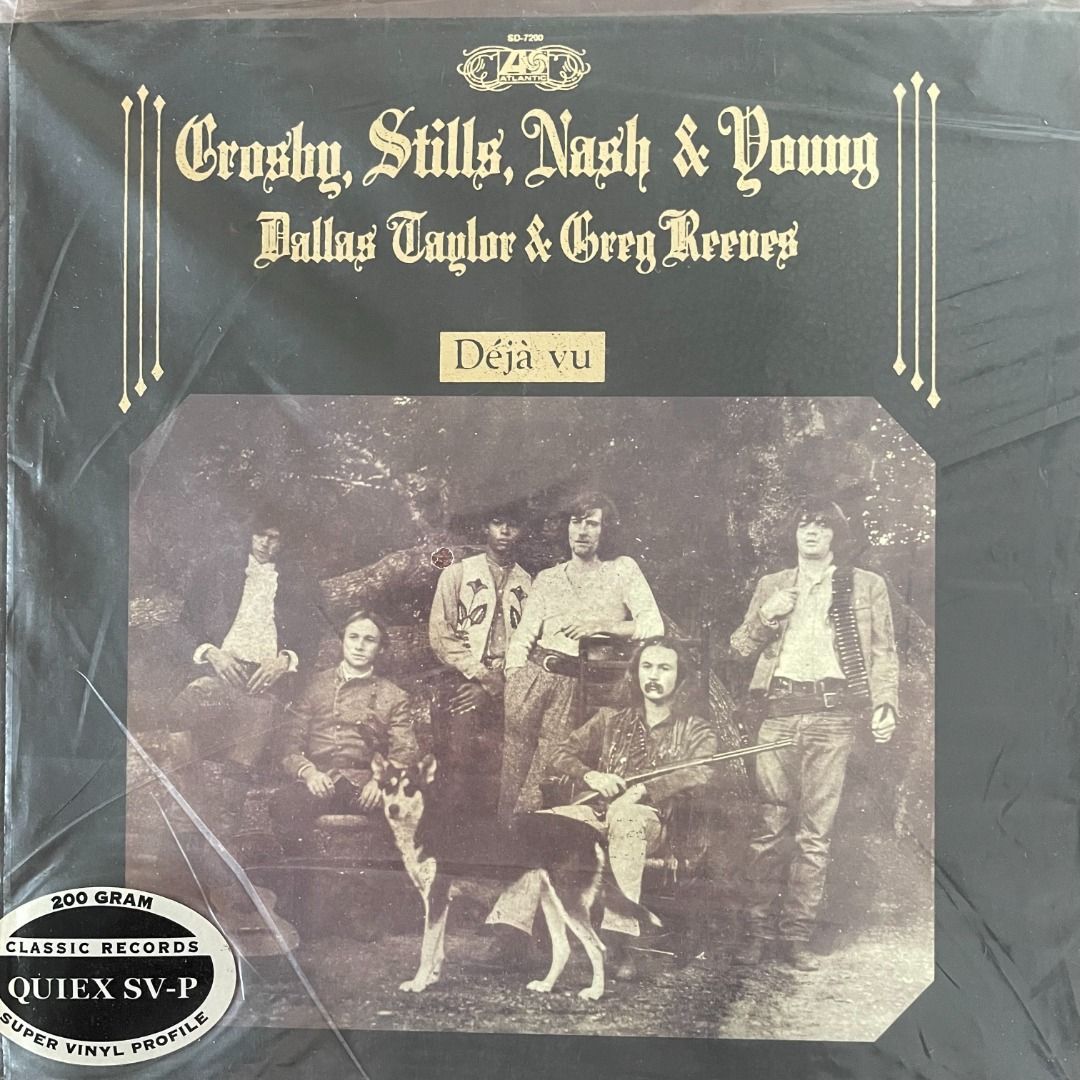 SD-7200
ATLANTIC
Crosby, Stills, Nash & Young
Dallas Taylor & Greg Reeves
Déjà vu
200 GRAM
CLASSIC RECORDS
QUIEX SV-P
SUPER VINYL PROFILE